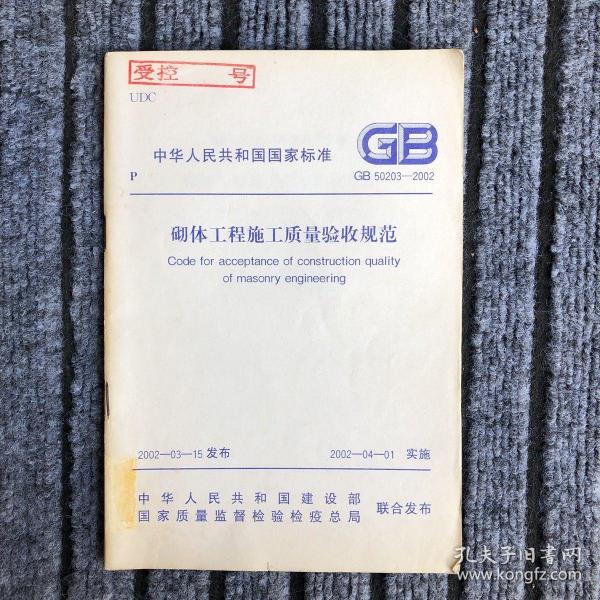 受控 号
UDC
中华人民共和国国家标准
GB
P
GB 50203—2002
砌体工程施工质量验收规范
Code for acceptance of construction quality
of masonry engineering
2002—03—15 发布
2002—04—01 实施
中华人民共和国建设部
国家质量监督检验检疫总局
联合发布
孔夫子旧书网
www.kongfz.com